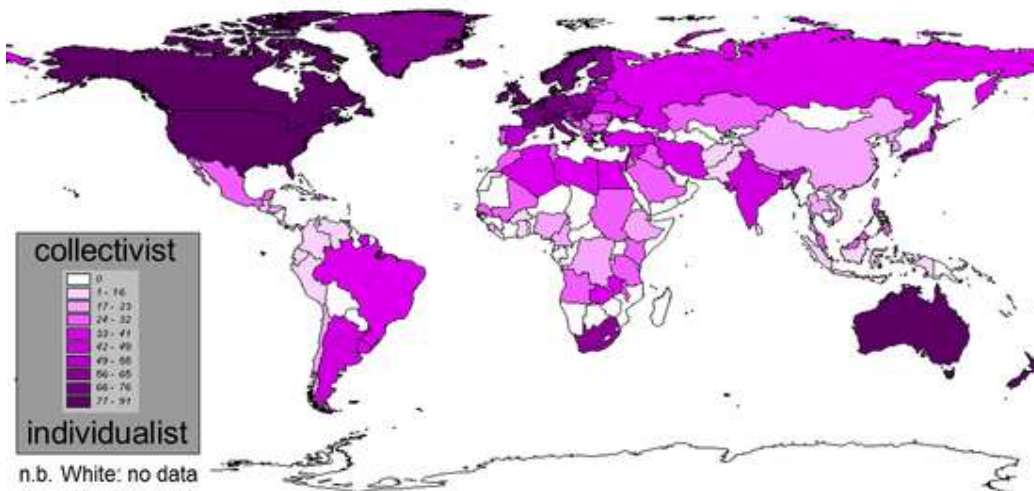 collectivist
0
1 - 16
17 - 23
24 - 32
33 - 41
42 - 48
49 - 55
56 - 65
66 - 76
77 - 91
individualist
n.b. White: no data